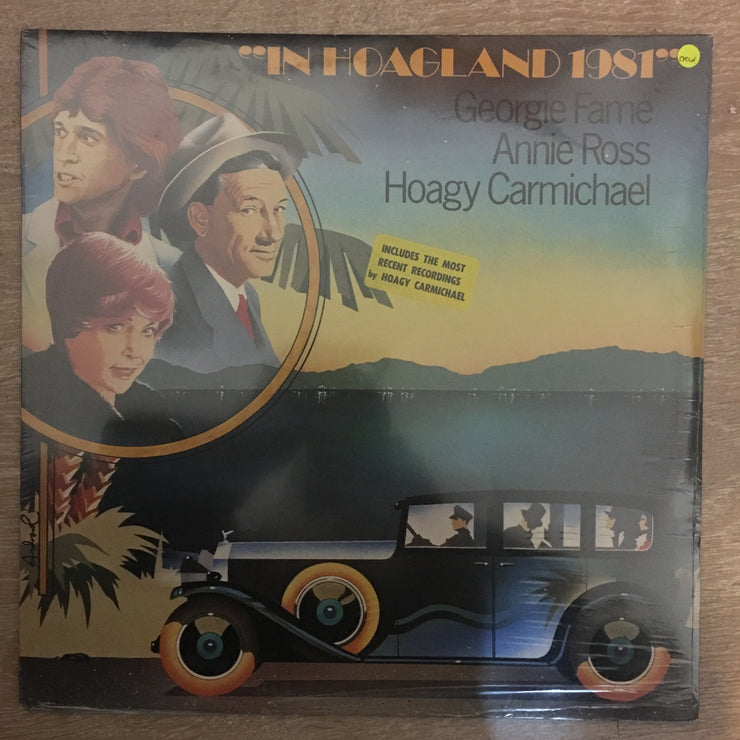 "IN HOAGLAND 1981"
new
Georgie Fame
Annie Ross
Hoagy Carmichael
INCLUDES THE MOST
RECENT RECORDINGS
by HOAGY CARMICHAEL